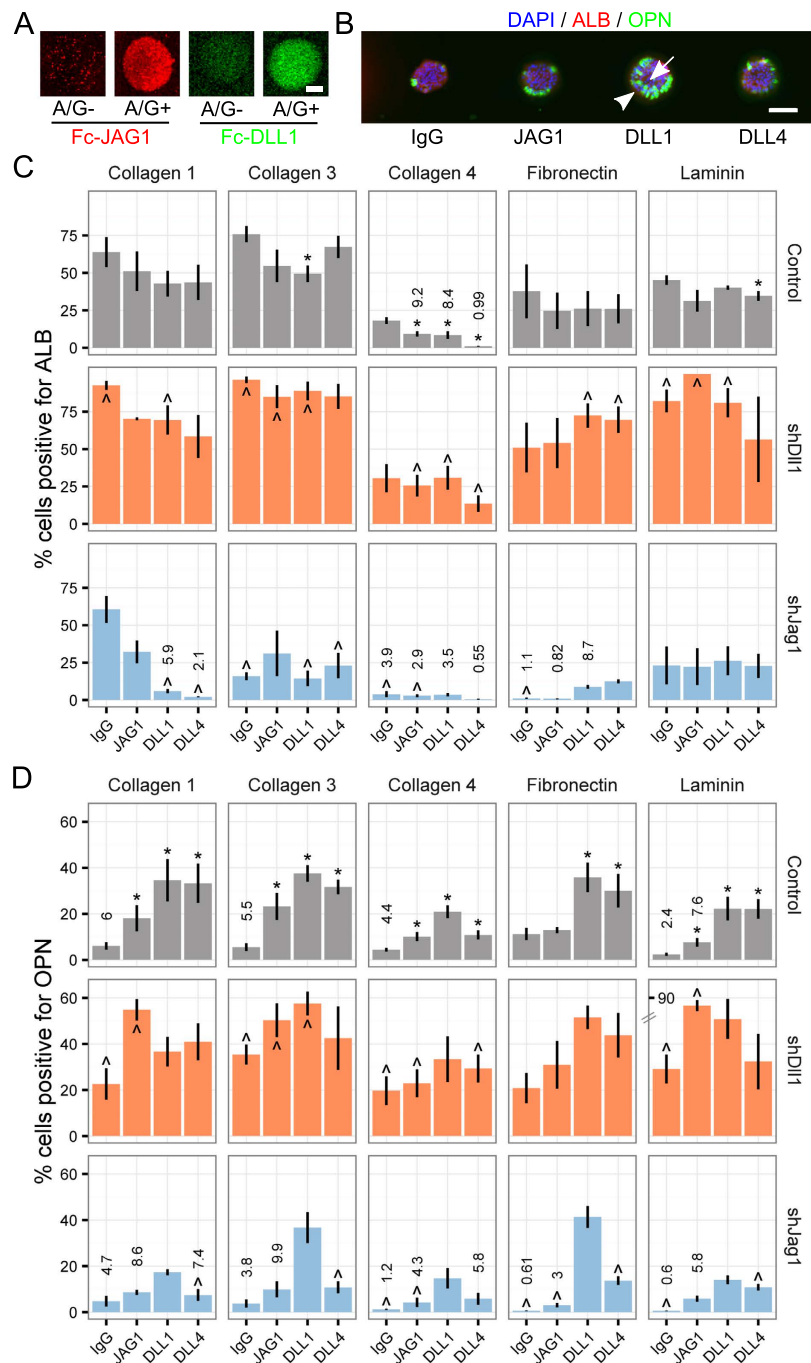 A
A/G- A/G+ A/G- A/G+
Fc-JAG1 Fc-DLL1
B
DAPI / ALB / OPN
IgG JAG1 DLL1 DLL4
C
% cells positive for ALB
Collagen 1 Collagen 3 Collagen 4 Fibronectin Laminin
75
50
25
0
* * * * *
9.2 8.4 0.99
Control
75
50
25
0
^ ^ ^ ^ ^ ^ ^ ^ ^ ^ ^ ^ ^
shDll1
75
50
25
0
^ 5.9 ^ 2.1 ^ ^ ^ ^ 3.9 ^ 2.9 3.5 0.55 ^ 1.1 0.82 8.7
shJag1
IgG JAG1 DLL1 DLL4 IgG JAG1 DLL1 DLL4 IgG JAG1 DLL1 DLL4 IgG JAG1 DLL1 DLL4 IgG JAG1 DLL1 DLL4
D
% cells positive for OPN
Collagen 1 Collagen 3 Collagen 4 Fibronectin Laminin
60
40
20
0
6 * * * 5.5 * * * 4.4 * * * * * 2.4 * 7.6 * *
Control
60
40
20
0
^ ^ ^ ^ ^ ^ ^ ^ ^ 90 ^
shDll1
60
40
20
0
4.7 8.6 ^ 7.4 3.8 9.9 ^ ^ 1.2 ^ 4.3 5.8 ^ 0.61 ^ 3 ^ ^ 0.6 5.8 ^
shJag1
IgG JAG1 DLL1 DLL4 IgG JAG1 DLL1 DLL4 IgG JAG1 DLL1 DLL4 IgG JAG1 DLL1 DLL4 IgG JAG1 DLL1 DLL4